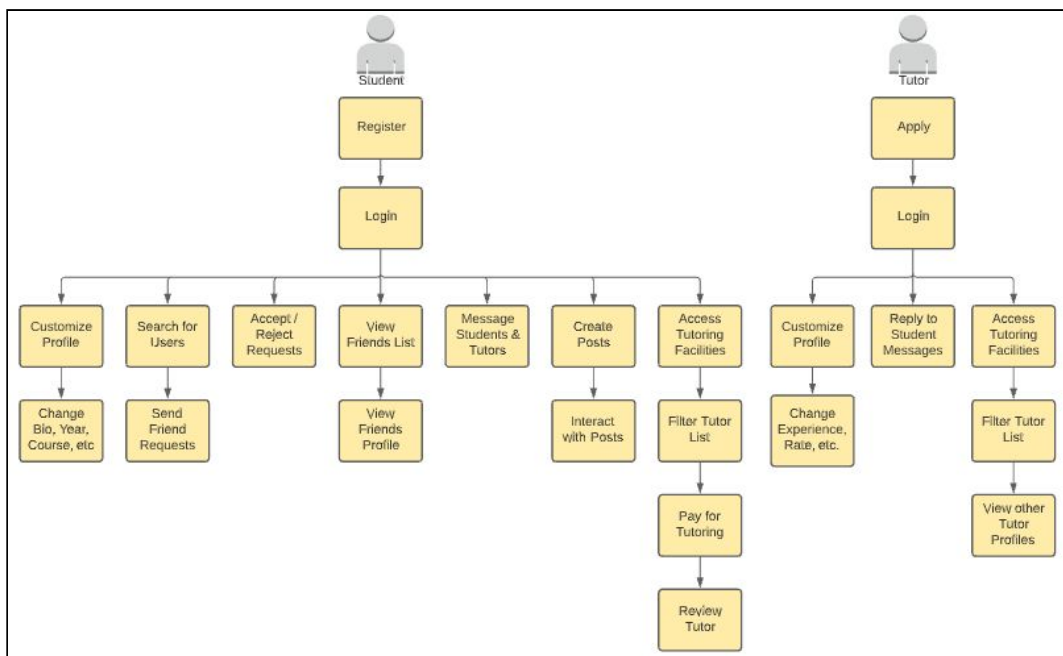 Student
Tutor
Register
Apply
Login
Login
Customize
Profile
Search for
Users
Accept /
Reject
Requests
View
Friends List
Message
Students &
Tutors
Create
Posts
Access
Tutoring
Facilities
Customize
Profile
Reply to
Student
Messages
Access
Tutoring
Facilities
Change
Bio, Year,
Course, etc
Send
Friend
Requests
View
Friends
Profile
Interact
with Posts
Filter Tutor
List
Change
Experience,
Rate, etc.
Filter Tutor
List
Pay for
Tutoring
View other
Tutor
Profiles
Review
Tutor